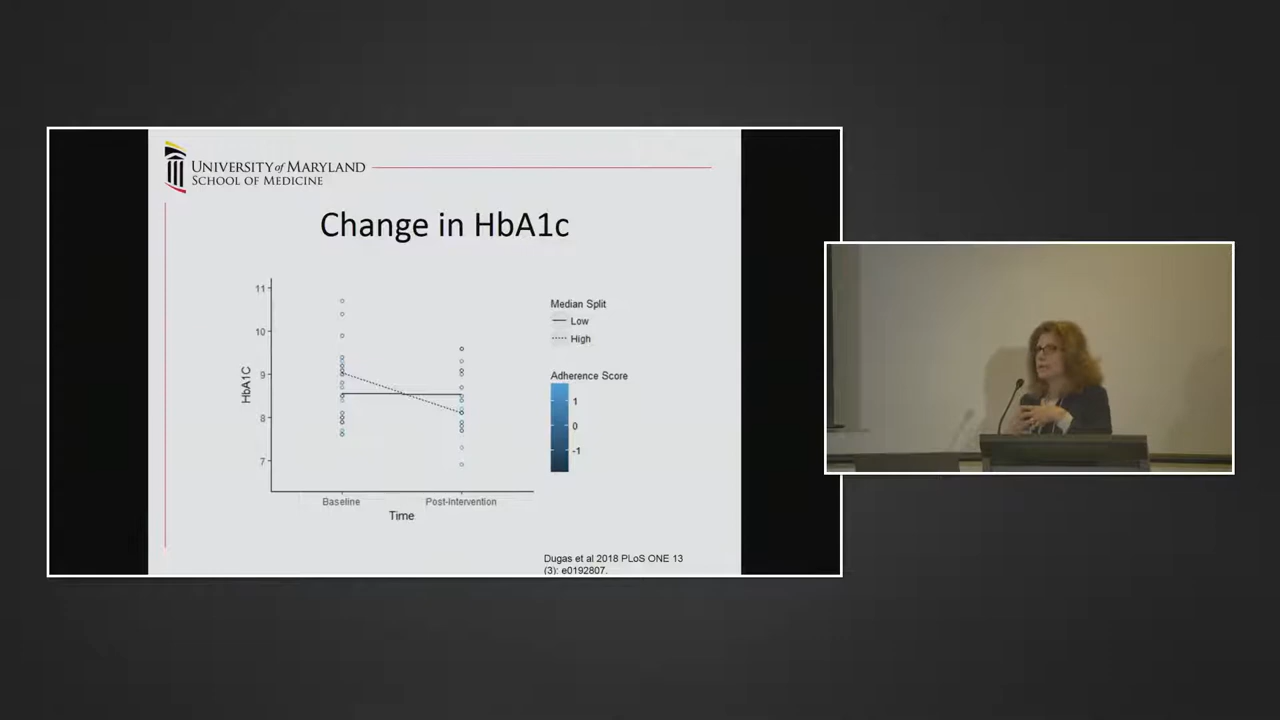 UNIVERSITY of MARYLAND
SCHOOL OF MEDICINE
Change in HbA1c
11
10
9
8
7
HbA1C
Baseline
Post-Intervention
Time
Median Split
Low
High
Adherence Score
1
0
-1
Dugas et al 2018 PLoS ONE 13
(3): e0192807.